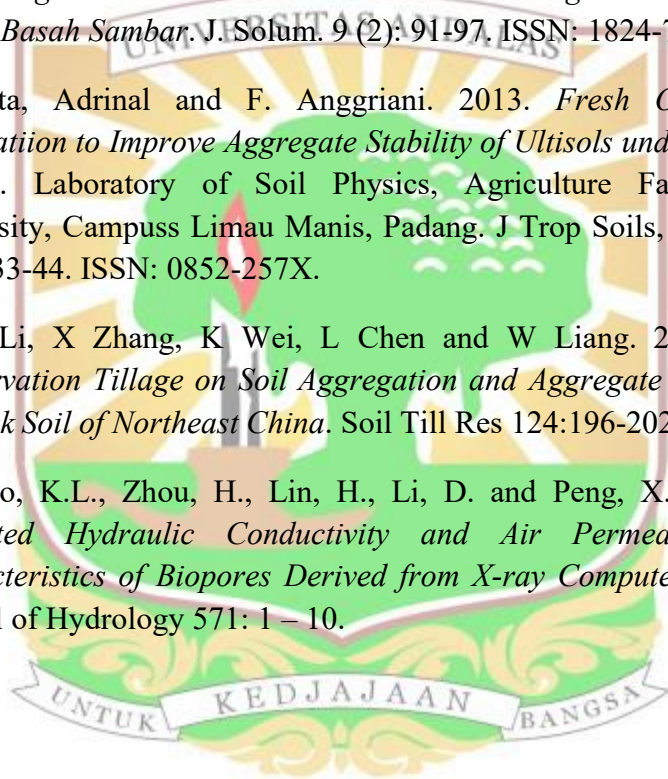 Basah Sambar. J. Solum. 9 (2): 91-97. ISSN: 1824-7
UNIVERSITAS ANDALAS
ta, Adrinal and F. Anggriani. 2013. Fresh O
atiion to Improve Aggregate Stability of Ultisols und
. Laboratory of Soil Physics, Agriculture Fa
sity, Campuss Limau Manis, Padang. J Trop Soils,
33-44. ISSN: 0852-257X.
Li, X Zhang, K Wei, L Chen and W Liang. 2
rvation Tillage on Soil Aggregation and Aggregate
k Soil of Northeast China. Soil Till Res 124:196-202
o, K.L., Zhou, H., Lin, H., Li, D. and Peng, X.
ted Hydraulic Conductivity and Air Permea
cteristics of Biopores Derived from X-ray Compute
l of Hydrology 571: 1 – 10.
UNTUK KEDJAJAAN BANGSA